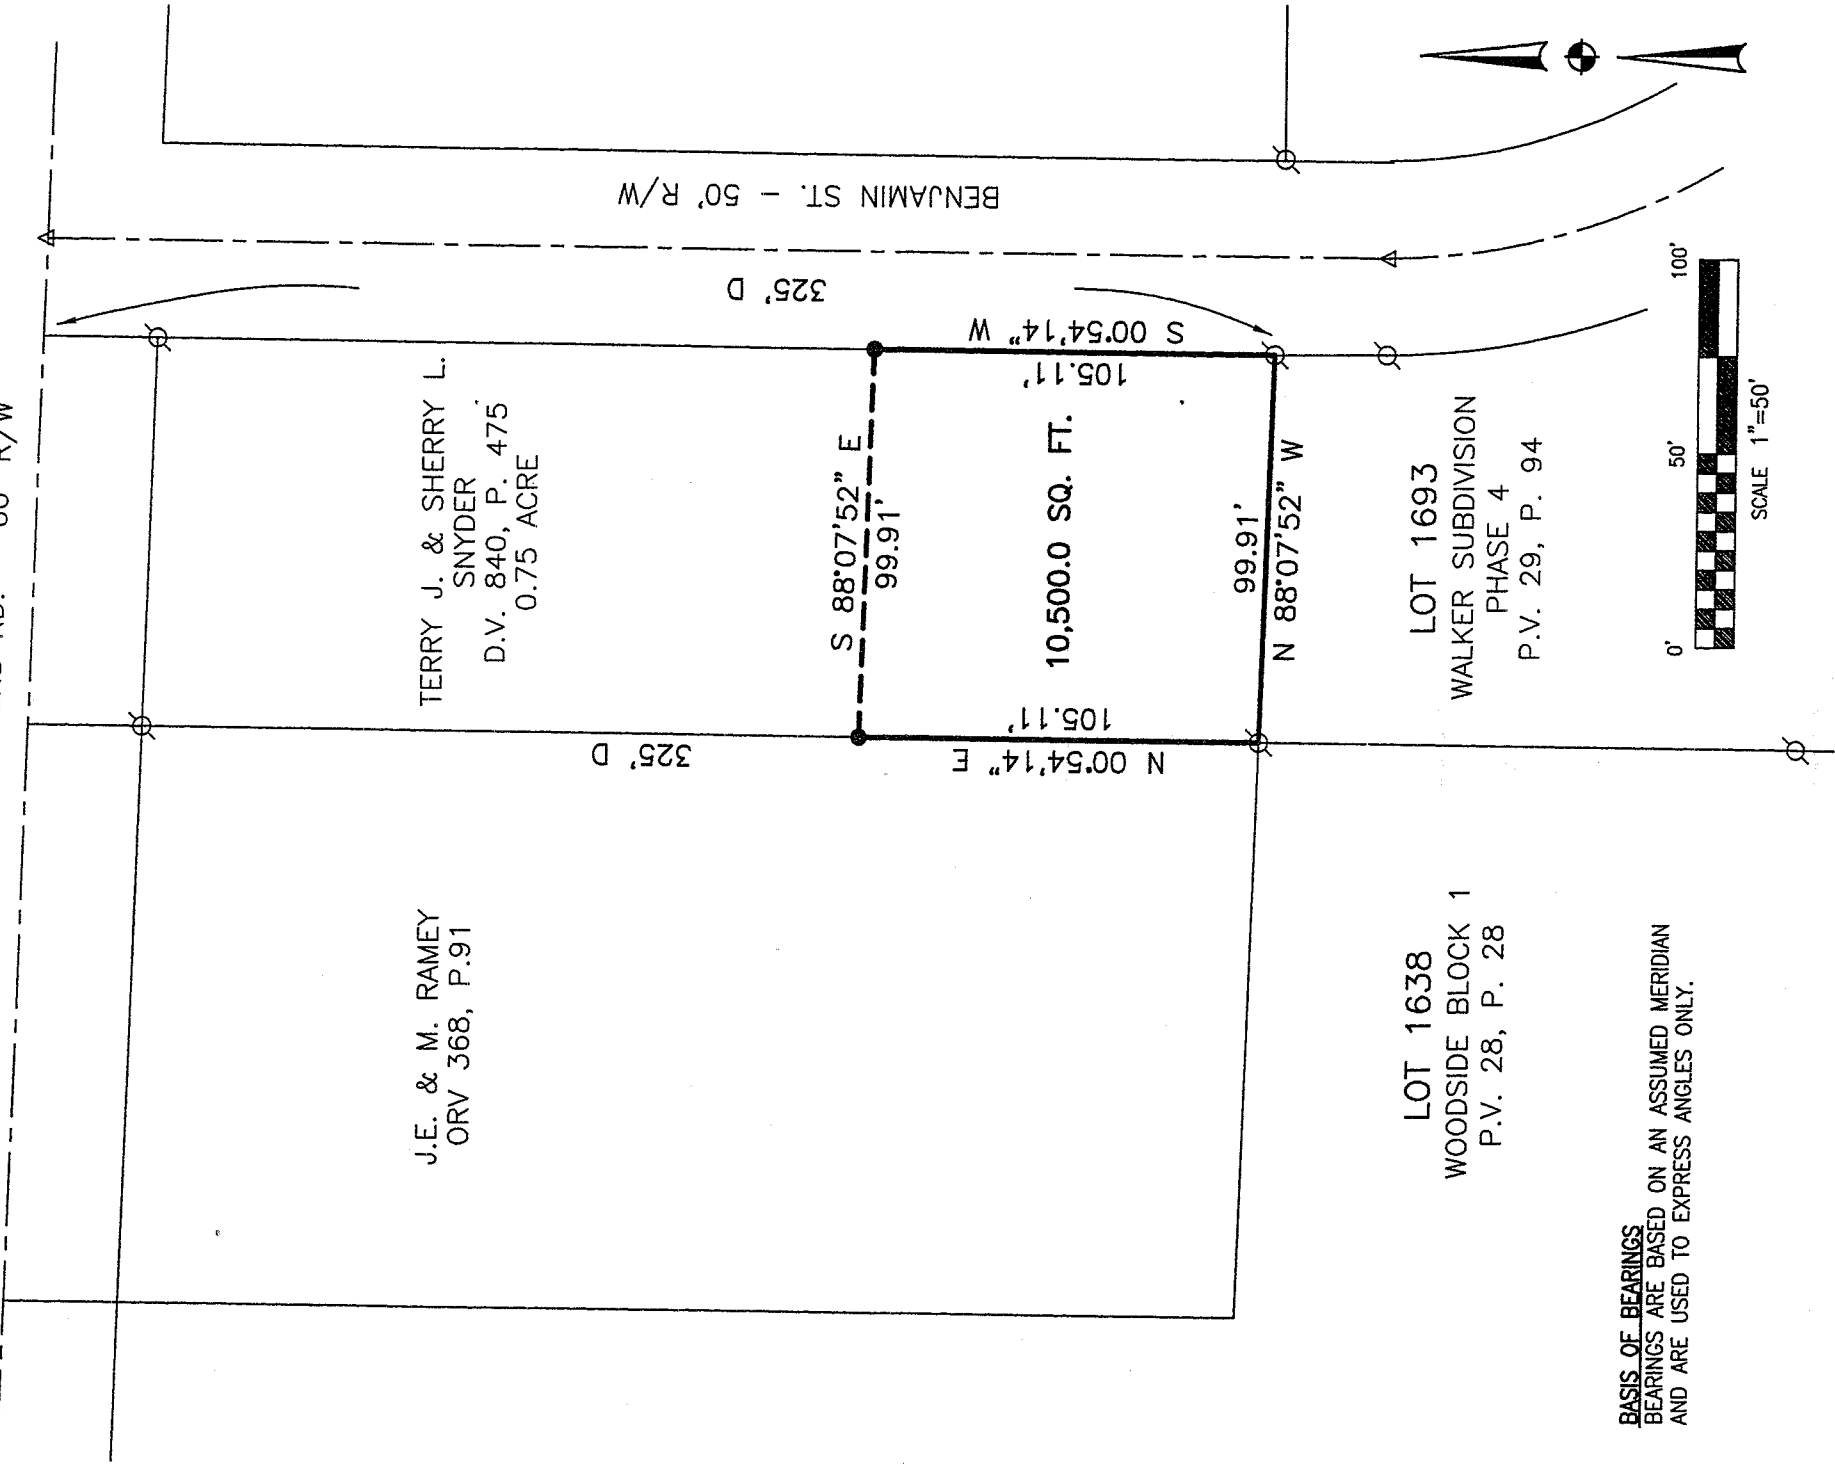 RD. 60' R/W
BENJAMIN ST. - 50' R/W
325' D
TERRY J. & SHERRY L.
SNYDER
D.V. 840, P. 475
0.75 ACRE
325' D
S 88°07'52" E
99.91'
S 00°54'14" W
105.11'
10,500.0 SQ. FT.
105.11'
N 00°54'14" E
99.91'
N 88°07'52" W
J.E. & M. RAMEY
ORV 368, P.91
LOT 1693
WALKER SUBDIVISION
PHASE 4
P.V. 29, P. 94
LOT 1638
WOODSIDE BLOCK 1
P.V. 28, P. 28
0' 50' 100'
SCALE 1"=50'
BASIS OF BEARINGS
BEARINGS ARE BASED ON AN ASSUMED MERIDIAN
AND ARE USED TO EXPRESS ANGLES ONLY.